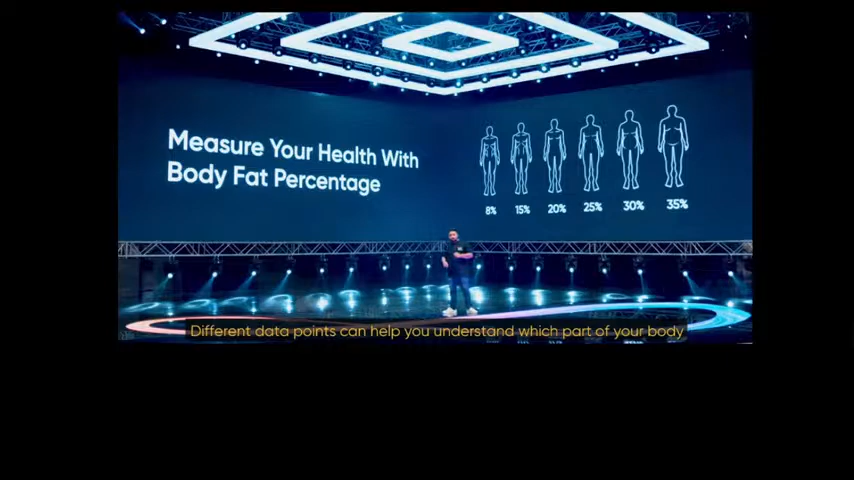 Measure Your Health With
Body Fat Percentage
8% 15% 20% 25% 30% 35%
Different data points can help you understand which part of your body